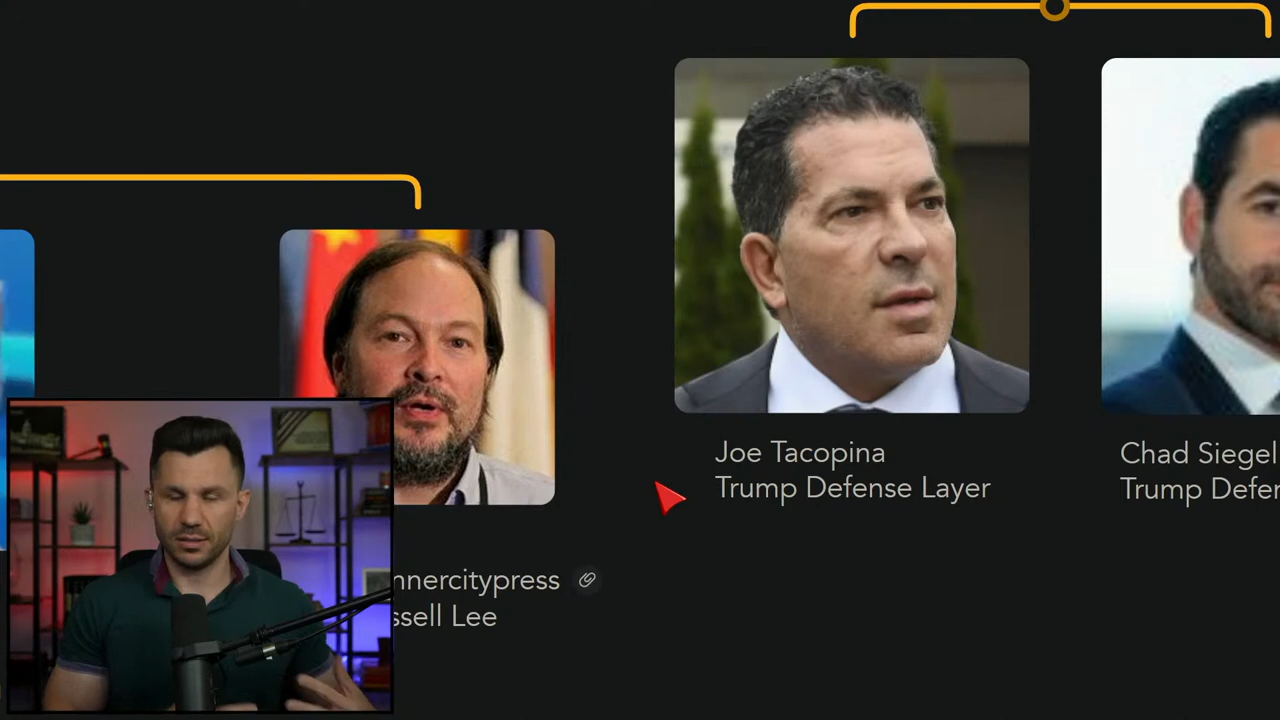 Joe Tacopina
Trump Defense Layer
Chad Siegel
Trump Defer
nnercitypress
ssell Lee